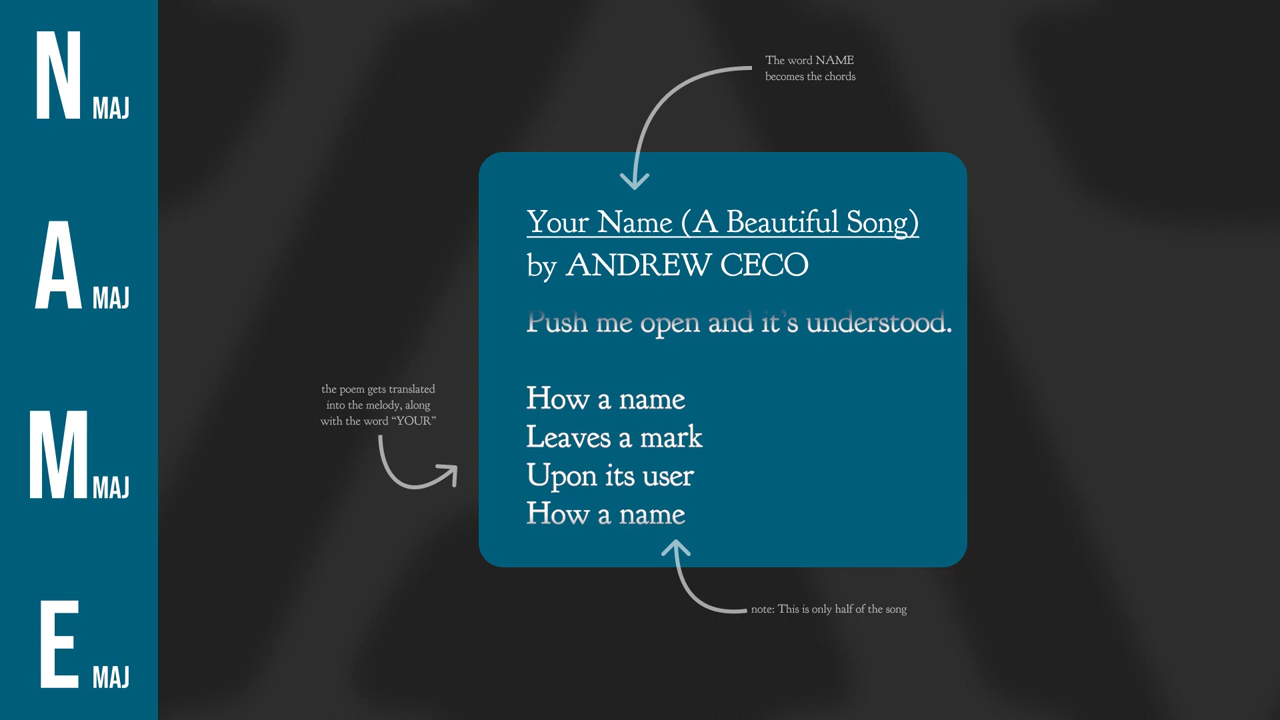 N MAJ
A MAJ
M MAJ
E MAJ
The word NAME
becomes the chords
Your Name (A Beautiful Song)
by ANDREW CECO
Push me open and it's understood.
the poem gets translated
into the melody, along
with the word “YOUR”
How a name
Leaves a mark
Upon its user
How a name
note: This is only half of the song